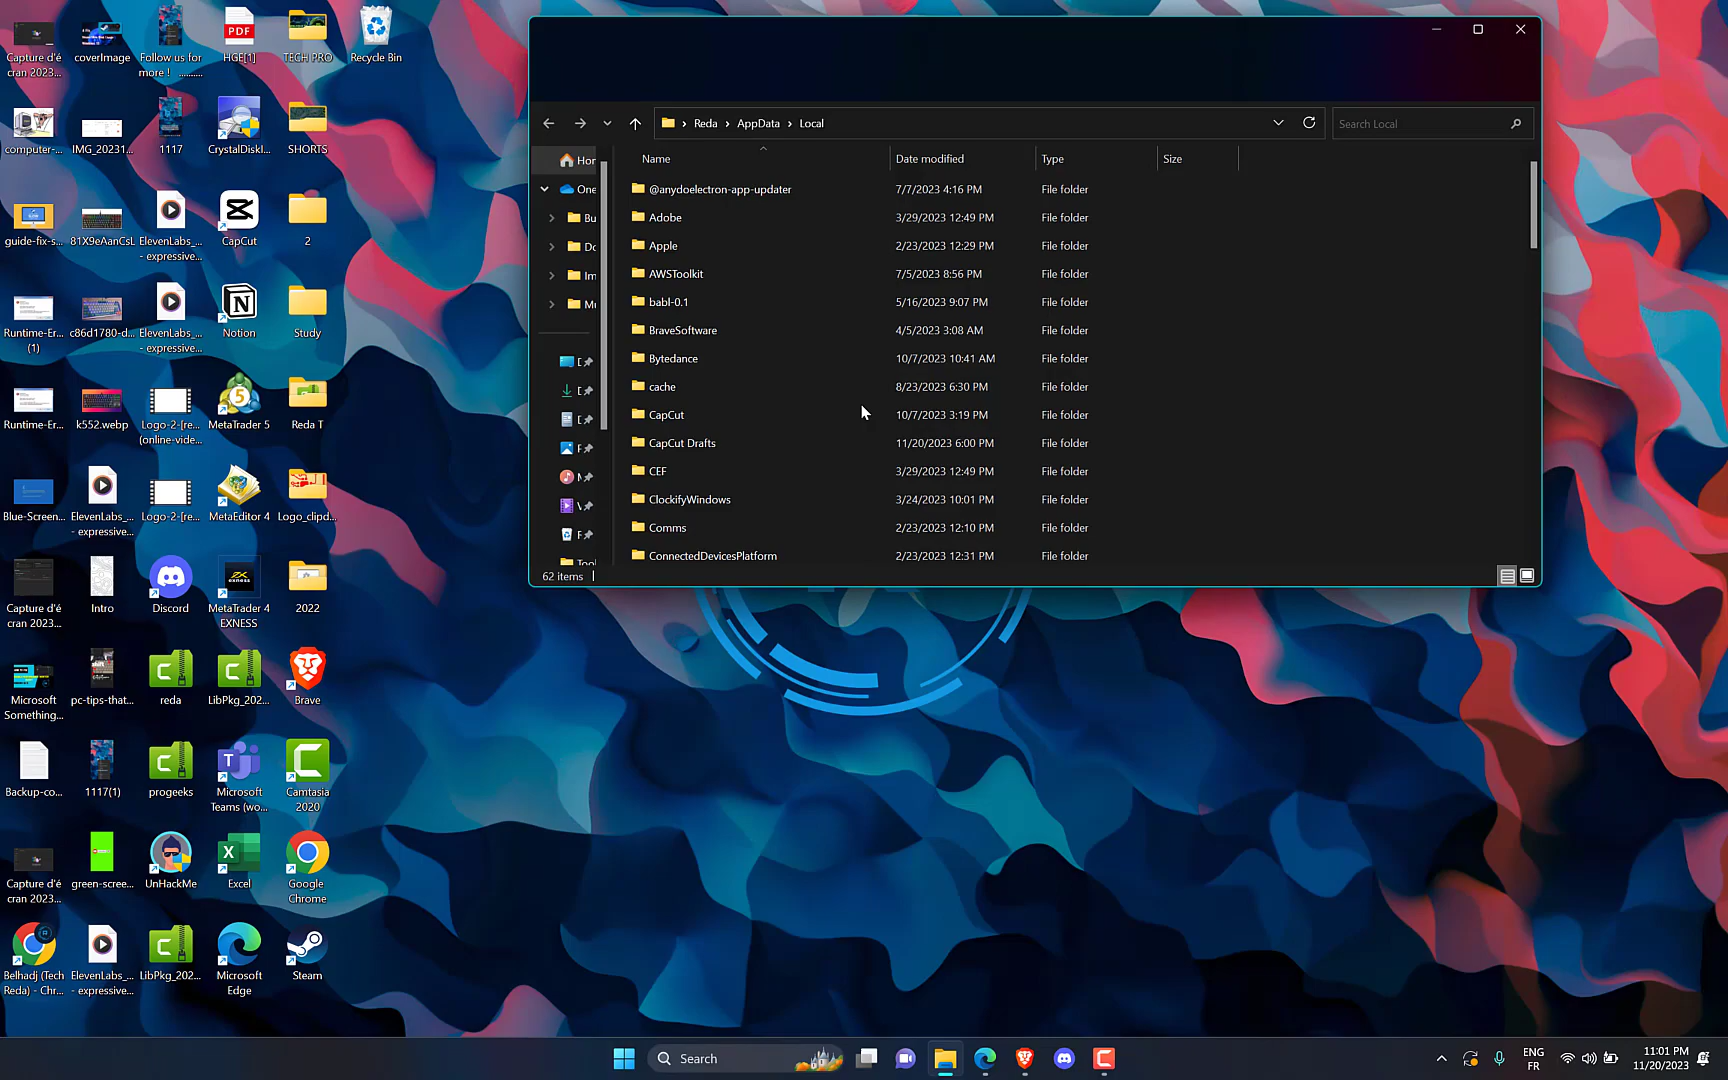 Capture d'é
cran 2023...
coverImage
Follow us for
more ! ..........
PDF
HGE[1]
TECH PRO
Recycle Bin
computer-...
IMG_20231...
1117
CrystalDiskI...
SHORTS
guide-fix-s...
81X9eAanCsL
ElevenLabs_...
- expressive...
CapCut
2
Runtime-Er...
(1)
c86d1780-d...
ElevenLabs_...
- expressive...
Notion
Study
Runtime-Er...
k552.webp
Logo-2-[re...
(online-vide...
MetaTrader 5
Reda T
Blue-Screen...
ElevenLabs_...
- expressive...
Logo-2-[re...
MetaEditor 4
Logo_clipd...
Capture d'é
cran 2023...
Intro
Discord
exness
MetaTrader 4
EXNESS
2022
Microsoft
Something...
pc-tips-that...
reda
LibPkg_202...
Brave
Backup-co...
1117(1)
progeeks
Microsoft
Teams (wo...
Camtasia
2020
Capture d'é
cran 2023...
green-scree...
UnHackMe
Excel
Google
Chrome
Belhadj (Tech
Reda) - Chr...
ElevenLabs_...
- expressive...
LibPkg_202...
Microsoft
Edge
Steam
Reda > AppData > Local
Search Local
Hor
One
Bu
Do
Im
Mu
Tool
Name Date modified Type Size
@anydoelectron-app-updater 7/7/2023 4:16 PM File folder
Adobe 3/29/2023 12:49 PM File folder
Apple 2/23/2023 12:29 PM File folder
AWSToolkit 7/5/2023 8:56 PM File folder
babl-0.1 5/16/2023 9:07 PM File folder
BraveSoftware 4/5/2023 3:08 AM File folder
Bytedance 10/7/2023 10:41 AM File folder
cache 8/23/2023 6:30 PM File folder
CapCut 10/7/2023 3:19 PM File folder
CapCut Drafts 11/20/2023 6:00 PM File folder
CEF 3/29/2023 12:49 PM File folder
ClockifyWindows 3/24/2023 10:01 PM File folder
Comms 2/23/2023 12:10 PM File folder
ConnectedDevicesPlatform 2/23/2023 12:31 PM File folder
62 items
Search
ENG
FR
11:01 PM
11/20/2023